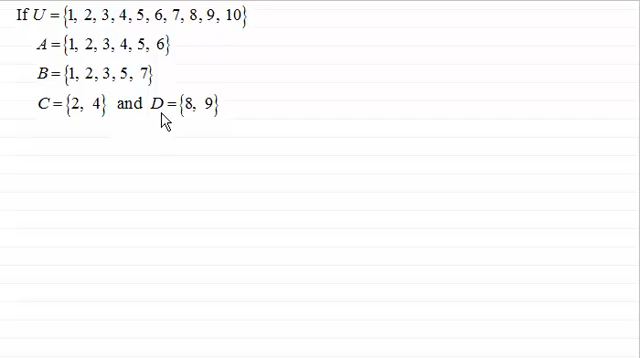 If U = {1, 2, 3, 4, 5, 6, 7, 8, 9, 10}
A = {1, 2, 3, 4, 5, 6}
B = {1, 2, 3, 5, 7}
C = {2, 4} and D = {8, 9}